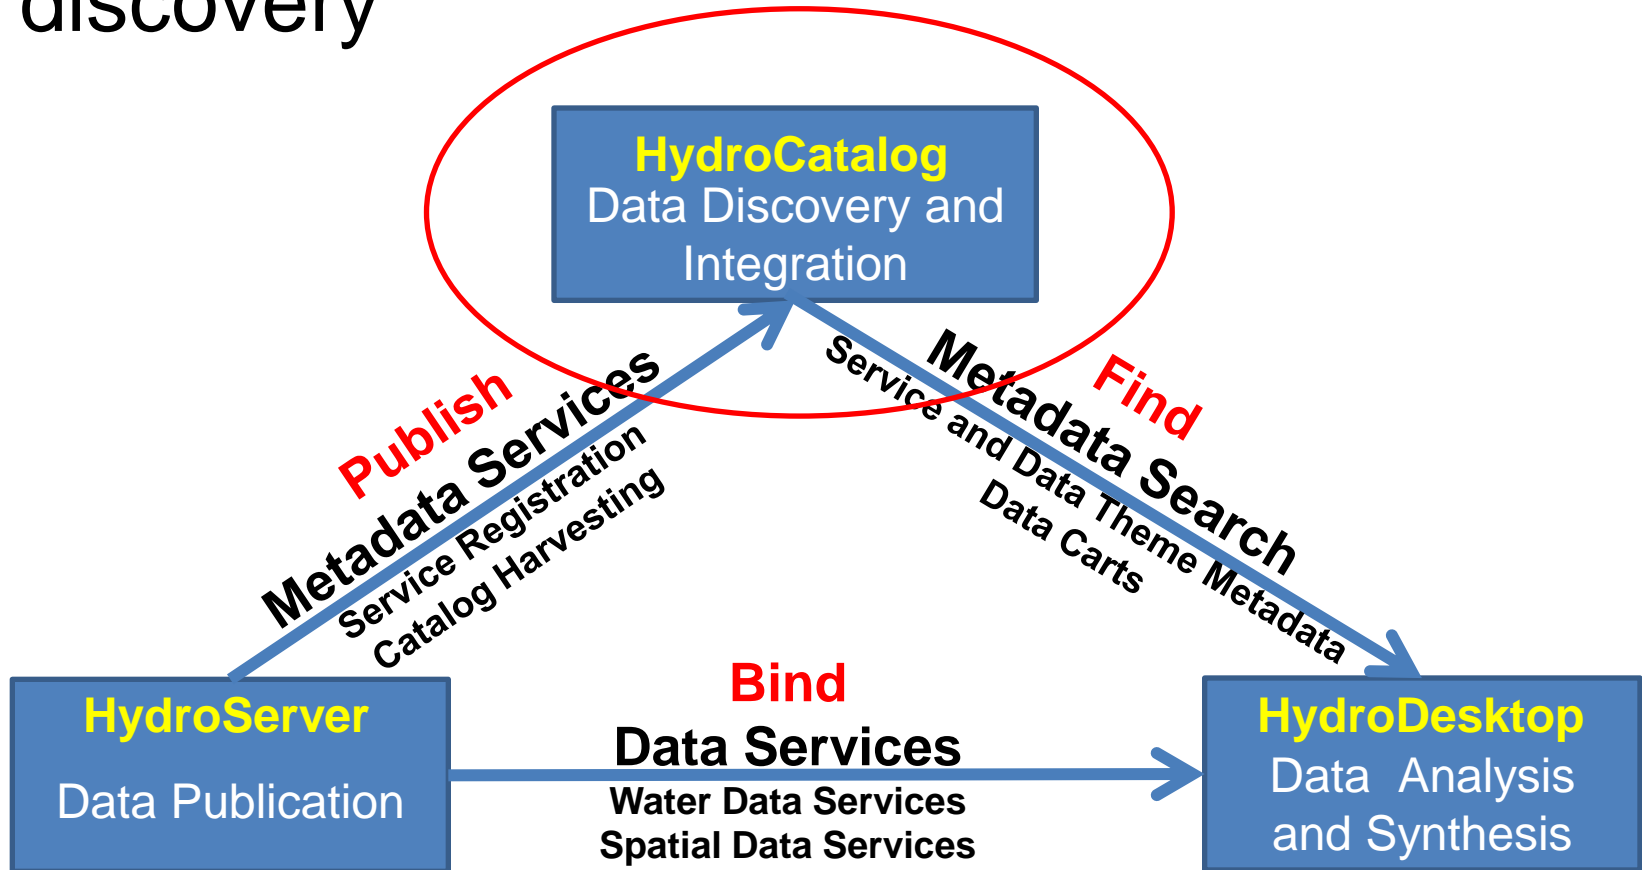 discovery
HydroCatalog
Data Discovery and
Integration
Publish
Metadata Services
Service Registration
Catalog Harvesting
Find
Metadata Search
Service and Data Theme Metadata
Data Carts
HydroServer
Data Publication
Bind
Data Services
Water Data Services
Spatial Data Services
HydroDesktop
Data Analysis
and Synthesis